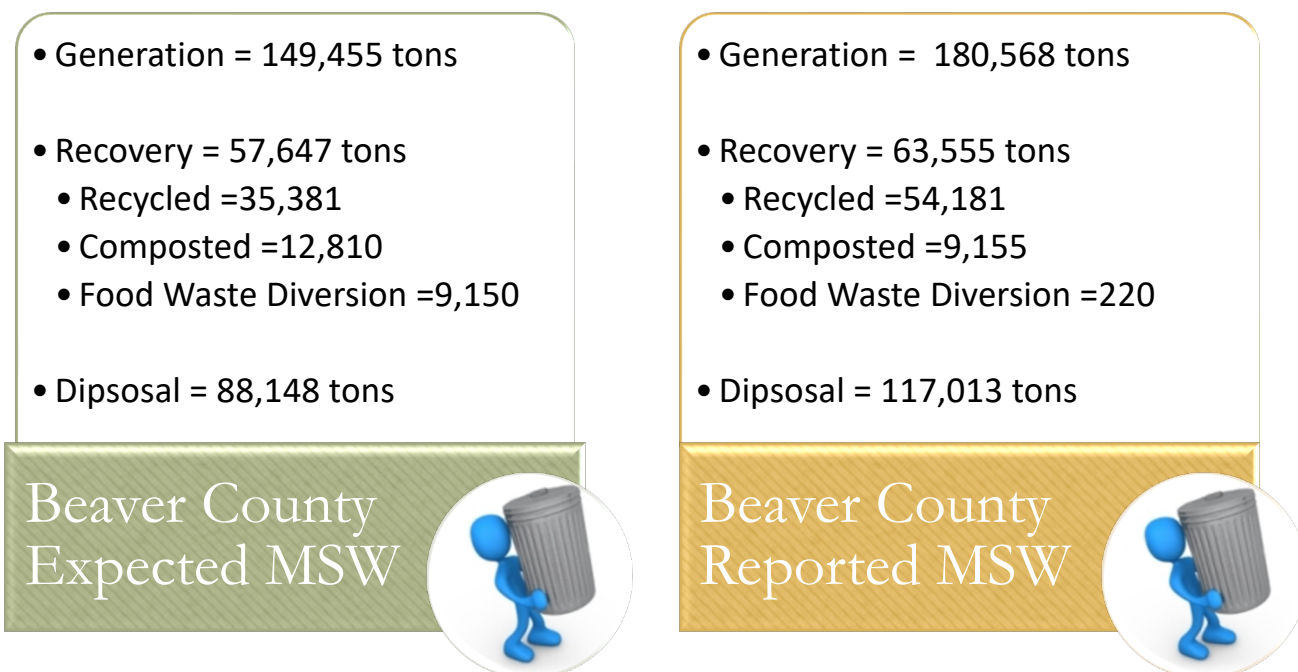 • Generation = 149,455 tons
• Recovery = 57,647 tons
• Recycled =35,381
• Composted =12,810
• Food Waste Diversion =9,150
• Dipsosal = 88,148 tons
Beaver County
Expected MSW
• Generation =  180,568 tons
• Recovery = 63,555 tons
• Recycled =54,181
• Composted =9,155
• Food Waste Diversion =220
• Dipsosal = 117,013 tons
Beaver County
Reported MSW